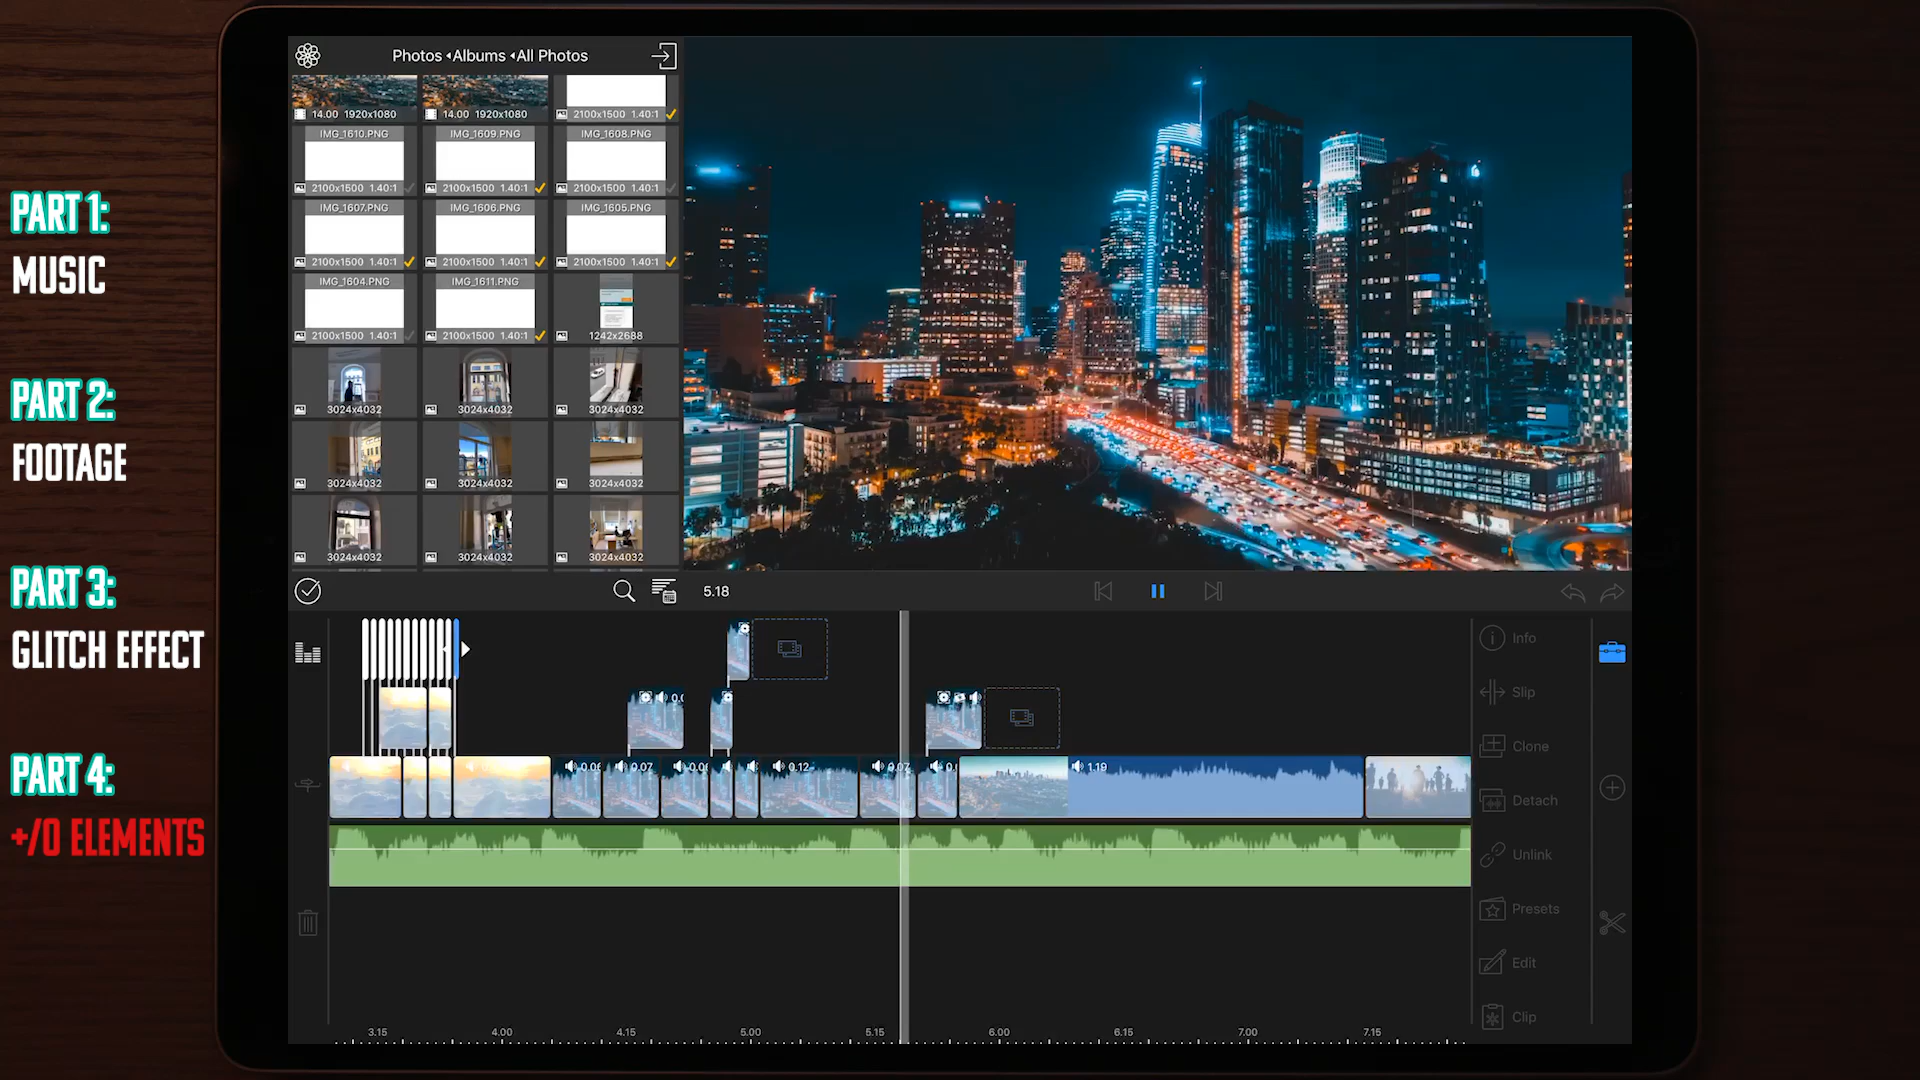 PART 1:
MUSIC
PART 2:
FOOTAGE
PART 3:
GLITCH EFFECT
PART 4:
+/0 ELEMENTS
Photos Albums All Photos
14.00 1920x1080
14.00 1920x1080
2100x1500 1.40:1
IMG_1610.PNG
IMG_1609.PNG
IMG_1608.PNG
2100x1500 1.40:1
2100x1500 1.40:1
2100x1500 1.40:1
IMG_1607.PNG
IMG_1606.PNG
IMG_1605.PNG
2100x1500 1.40:1
2100x1500 1.40:1
2100x1500 1.40:1
IMG_1604.PNG
IMG_1611.PNG
2100x1500 1.40:1
2100x1500 1.40:1
1242x2688
3024x4032
3024x4032
3024x4032
3024x4032
3024x4032
3024x4032
3024x4032
3024x4032
3024x4032
5.18
0.07
0.12
0.07
1.19
Info
Slip
Clone
Detach
Unlink
Presets
Edit
Clip
3.15
4.00
4.15
5.00
5.15
6.00
6.15
7.00
7.15